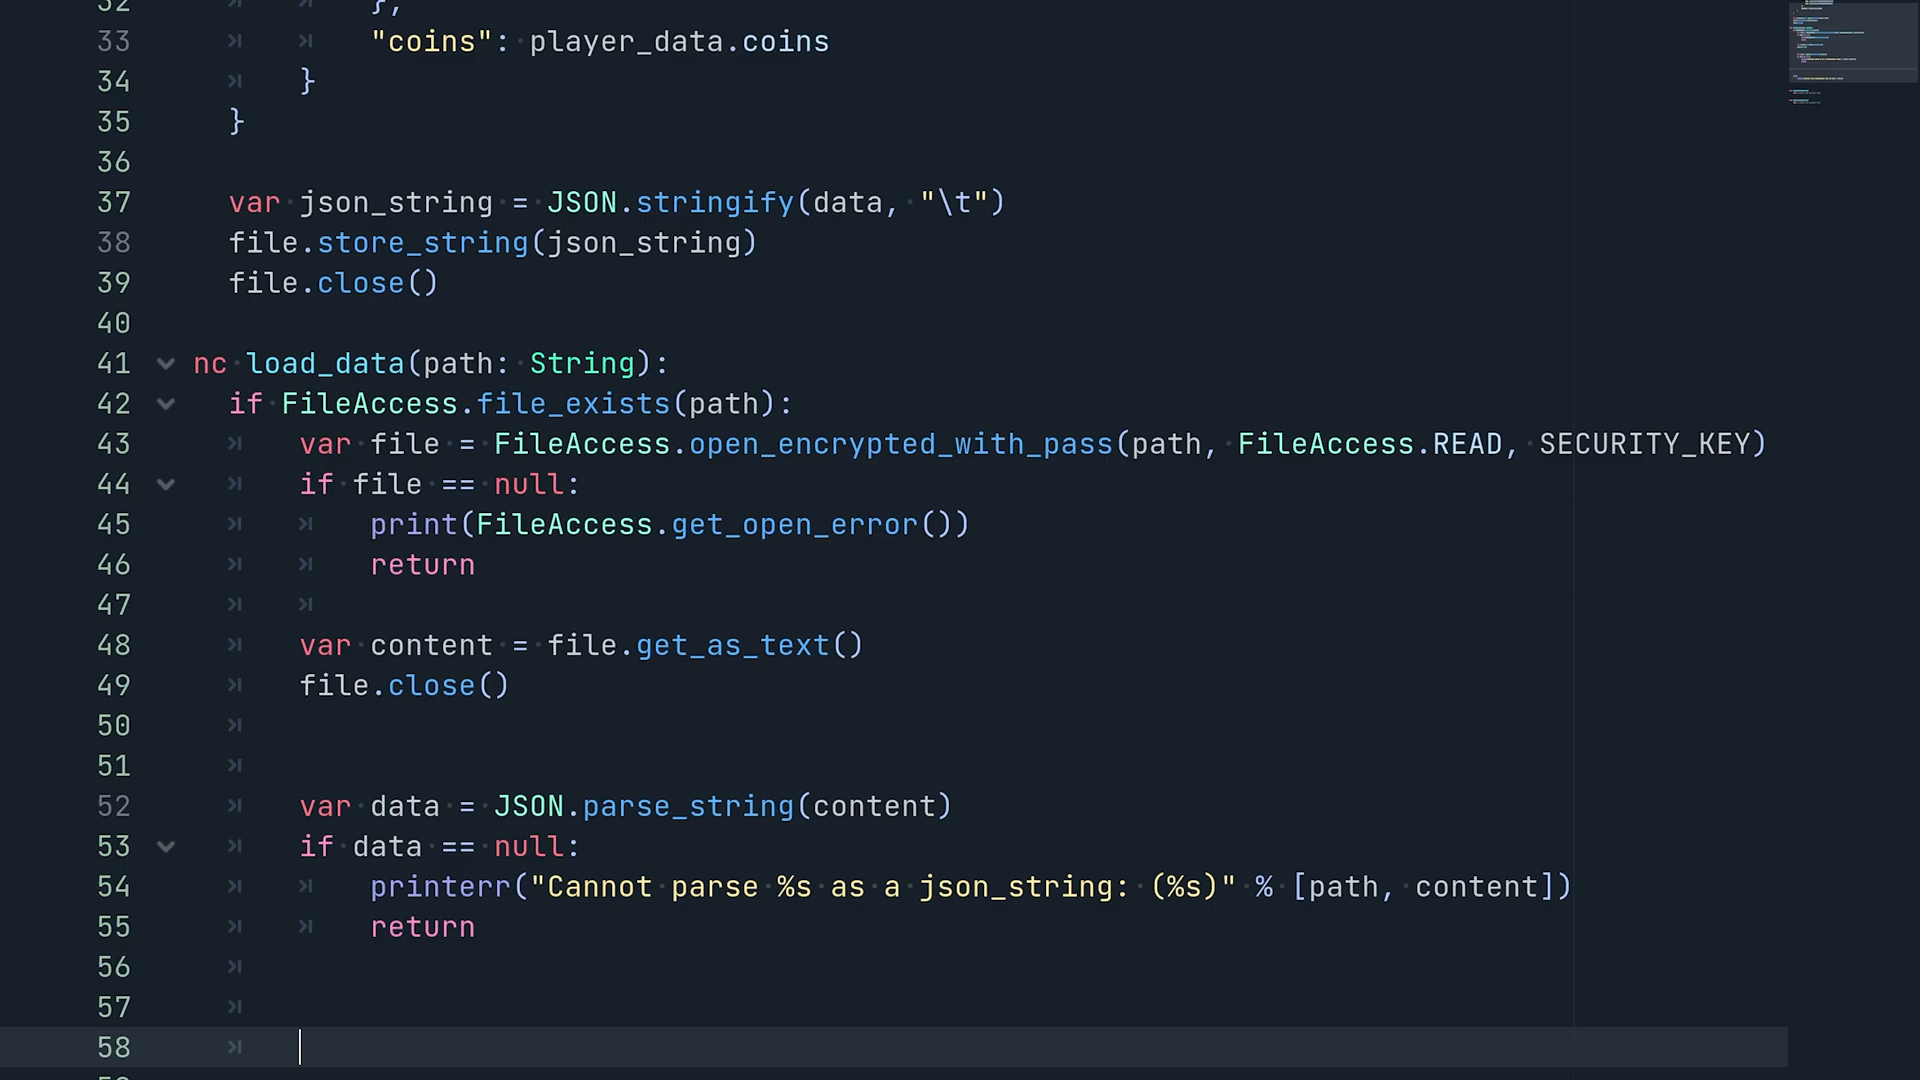 32 },
33 "coins": player_data.coins
34 }
35 }
36
37 var json_string = JSON.stringify(data, "\t")
38 file.store_string(json_string)
39 file.close()
40
41 nc load_data(path: String):
42 if FileAccess.file_exists(path):
43 var file = FileAccess.open_encrypted_with_pass(path, FileAccess.READ, SECURITY_KEY)
44 if file == null:
45 print(FileAccess.get_open_error())
46 return
47
48 var content = file.get_as_text()
49 file.close()
50
51
52 var data = JSON.parse_string(content)
53 if data == null:
54 printerr("Cannot parse %s as a json_string: (%s)" % [path, content])
55 return
56
57
58